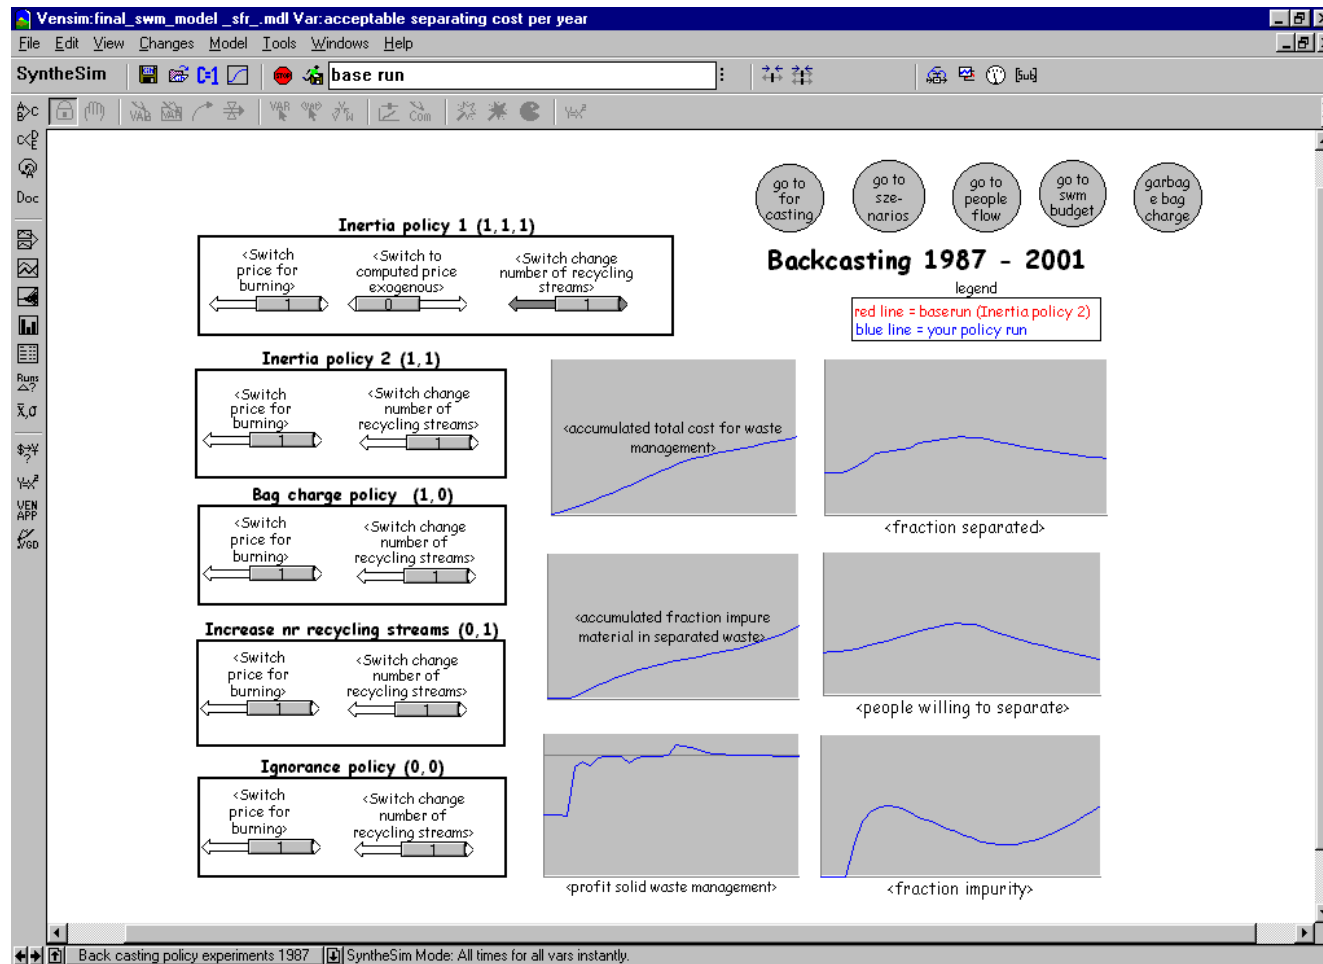 Vensim:final_swm_model _sfr_.mdl Var:acceptable separating cost per year
File Edit View Changes Model Tools Windows Help
SyntheSim
base run
Doc
Runs
VEN
APP
go to
for
casting
go to
sze-
narios
go to
people
flow
go to
swm
budget
garbag
e bag
charge
Backcasting 1987 - 2001
legend
red line = baserun (Inertia policy 2)
blue line = your policy run
Inertia policy 1 (1,1,1)
<Switch
price for
burning>
1
<Switch to
computed price
exogenous>
0
<Switch change
number of recycling
streams>
1
Inertia policy 2 (1,1)
<Switch
price for
burning>
1
<Switch change
number of
recycling streams>
1
Bag charge policy (1,0)
<Switch
price for
burning>
1
<Switch change
number of
recycling streams>
1
Increase nr recycling streams (0,1)
<Switch
price for
burning>
1
<Switch change
number of
recycling streams>
1
Ignorance policy (0,0)
<Switch
price for
burning>
1
<Switch change
number of
recycling streams>
1
<accumulated total cost for waste
management>
<fraction separated>
<accumulated fraction impure
material in separated waste>
<people willing to separate>
<profit solid waste management>
<fraction impurity>
Back casting policy experiments 1987
SyntheSim Mode: All times for all vars instantly.